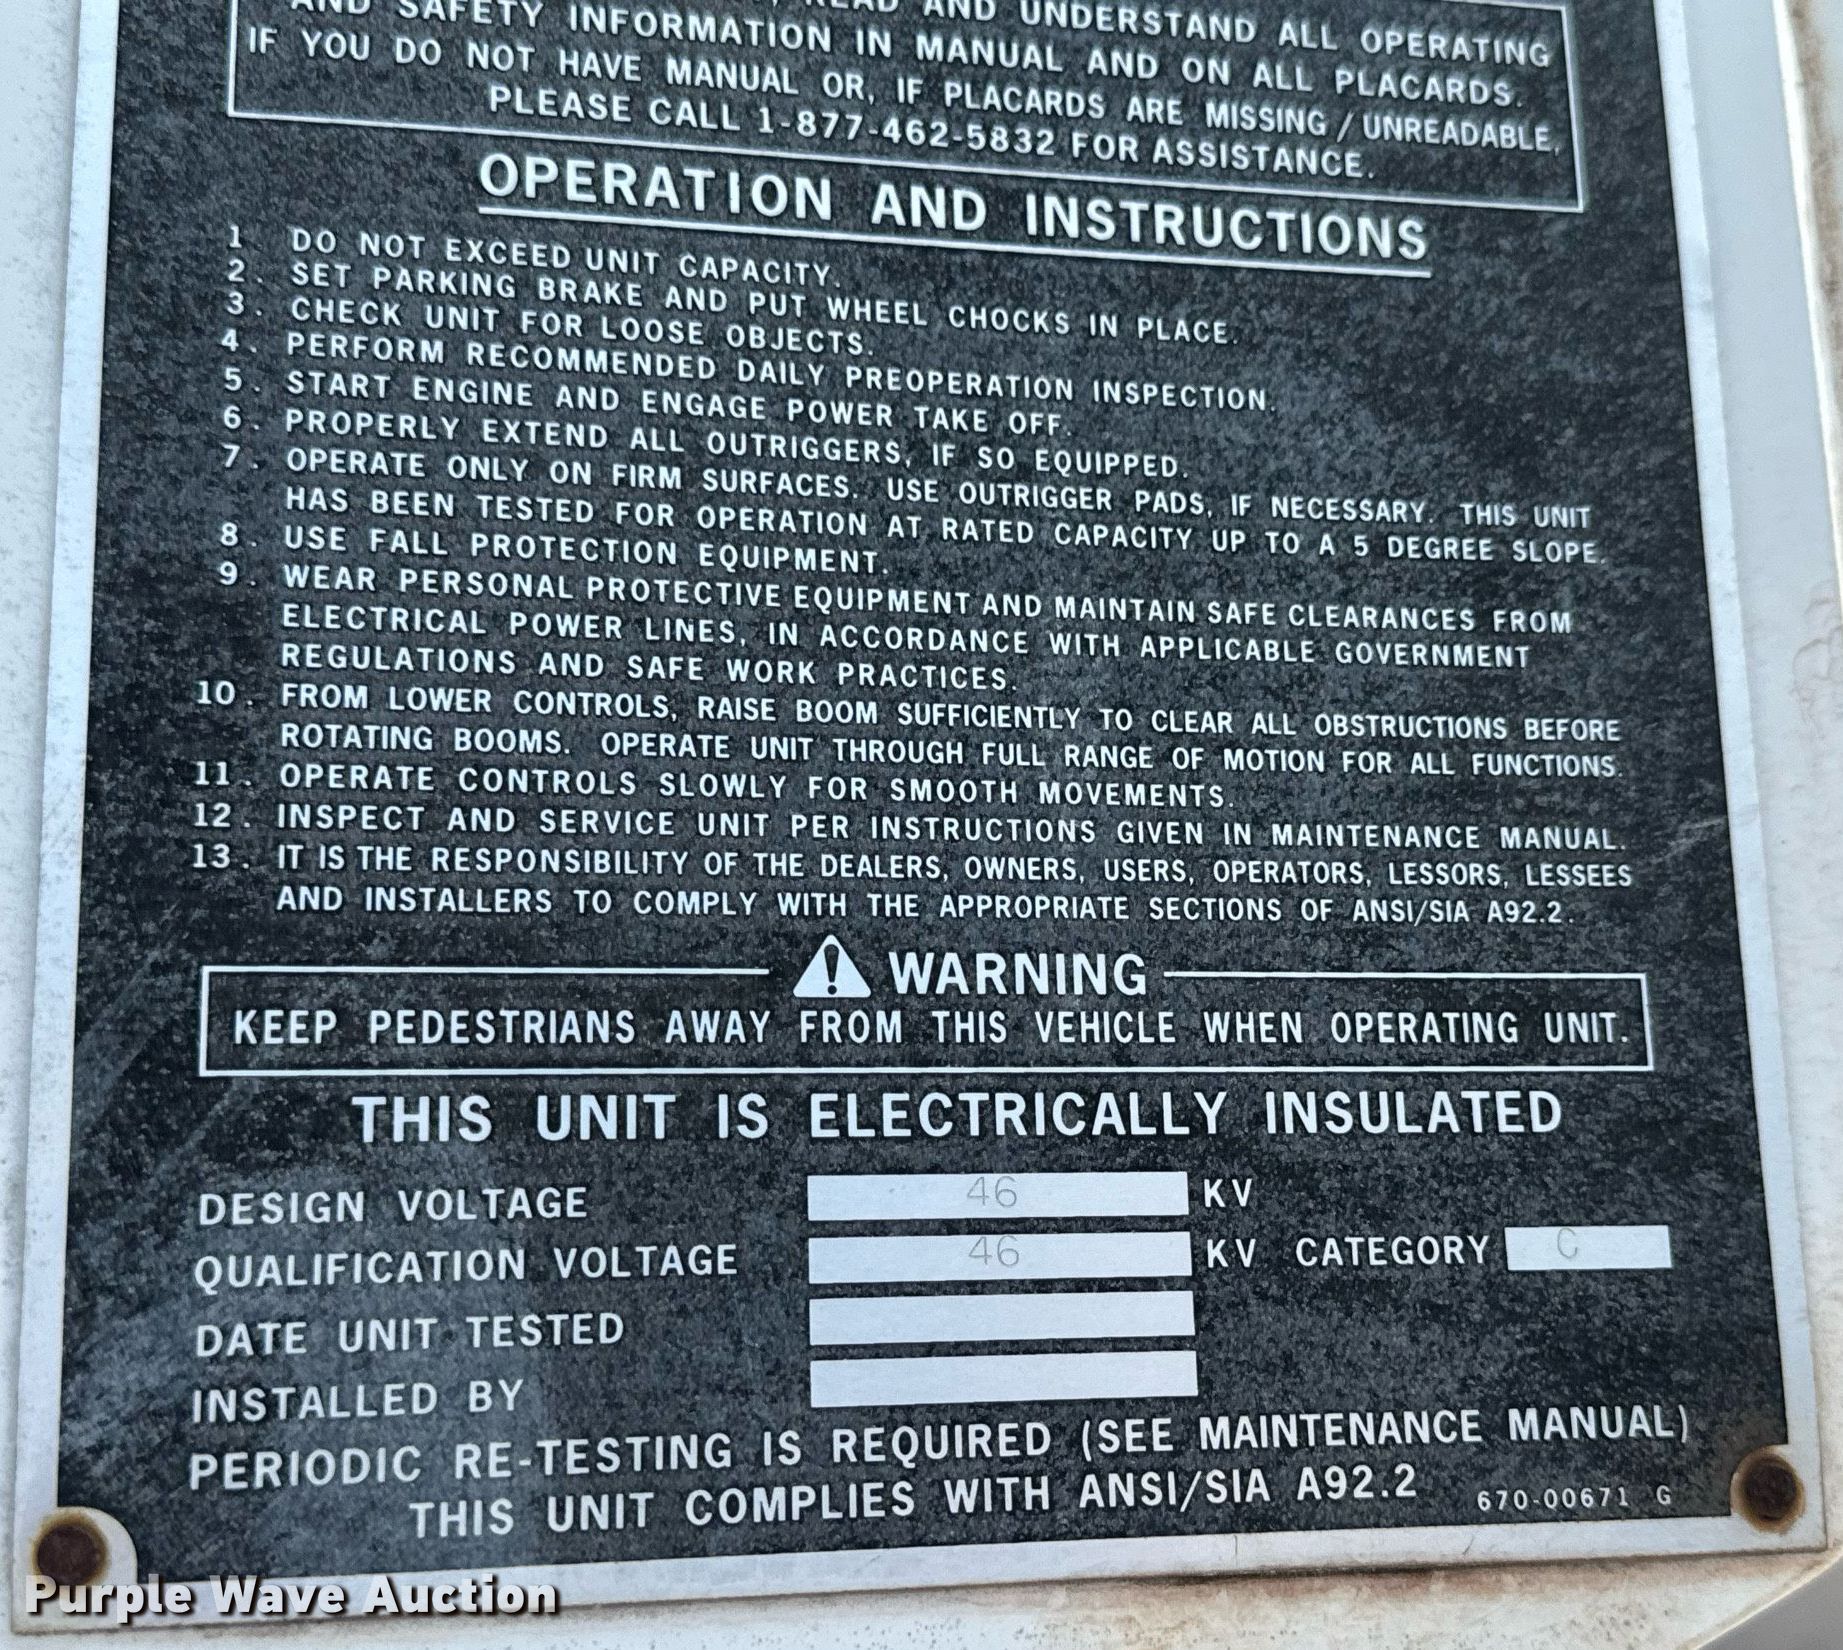 READ AND UNDERSTAND ALL OPERATING
AND SAFETY INFORMATION IN MANUAL AND ON ALL PLACARDS.
IF YOU DO NOT HAVE MANUAL OR, IF PLACARDS ARE MISSING / UNREADABLE,
PLEASE CALL 1-877-462-5832 FOR ASSISTANCE.
OPERATION AND INSTRUCTIONS
1. DO NOT EXCEED UNIT CAPACITY.
2. SET PARKING BRAKE AND PUT WHEEL CHOCKS IN PLACE.
3. CHECK UNIT FOR LOOSE OBJECTS.
4. PERFORM RECOMMENDED DAILY PREOPERATION INSPECTION.
5. START ENGINE AND ENGAGE POWER TAKE OFF.
6. PROPERLY EXTEND ALL OUTRIGGERS, IF SO EQUIPPED.
7. OPERATE ONLY ON FIRM SURFACES. USE OUTRIGGER PADS, IF NECESSARY. THIS UNIT
HAS BEEN TESTED FOR OPERATION AT RATED CAPACITY UP TO A 5 DEGREE SLOPE.
8. USE FALL PROTECTION EQUIPMENT.
9. WEAR PERSONAL PROTECTIVE EQUIPMENT AND MAINTAIN SAFE CLEARANCES FROM
ELECTRICAL POWER LINES, IN ACCORDANCE WITH APPLICABLE GOVERNMENT
REGULATIONS AND SAFE WORK PRACTICES.
10. FROM LOWER CONTROLS, RAISE BOOM SUFFICIENTLY TO CLEAR ALL OBSTRUCTIONS BEFORE
ROTATING BOOMS. OPERATE UNIT THROUGH FULL RANGE OF MOTION FOR ALL FUNCTIONS.
11. OPERATE CONTROLS SLOWLY FOR SMOOTH MOVEMENTS.
12. INSPECT AND SERVICE UNIT PER INSTRUCTIONS GIVEN IN MAINTENANCE MANUAL.
13. IT IS THE RESPONSIBILITY OF THE DEALERS, OWNERS, USERS, OPERATORS, LESSORS, LESSEES
AND INSTALLERS TO COMPLY WITH THE APPROPRIATE SECTIONS OF ANSI/SIA A92.2.
WARNING
KEEP PEDESTRIANS AWAY FROM THIS VEHICLE WHEN OPERATING UNIT.
THIS UNIT IS ELECTRICALLY INSULATED
DESIGN VOLTAGE 46 KV
QUALIFICATION VOLTAGE 46 KV CATEGORY C
DATE UNIT TESTED
INSTALLED BY
PERIODIC RE-TESTING IS REQUIRED (SEE MAINTENANCE MANUAL)
THIS UNIT COMPLIES WITH ANSI/SIA A92.2 670-00671 G
Purple Wave Auction